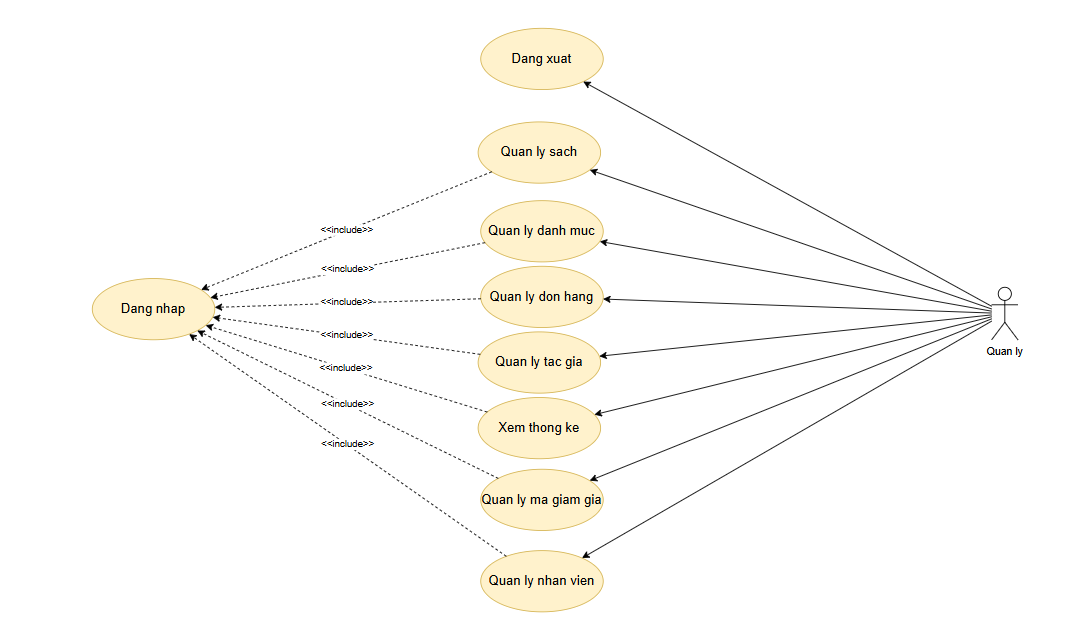 Dang xuat
Quan ly sach
<<include>>
Quan ly danh muc
<<include>>
Quan ly don hang
<<include>>
Dang nhap
<<include>>
Quan ly tac gia
Quan ly
<<include>>
Xem thong ke
<<include>>
<<include>>
Quan ly ma giam gia
Quan ly nhan vien